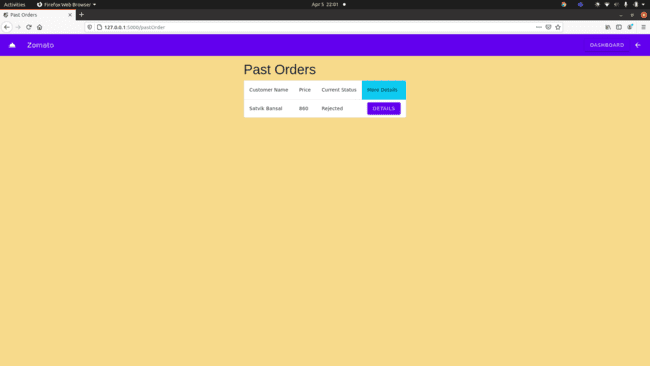 Activities
Firefox Web Browser
Apr 5 22:01
Past Orders
127.0.0.1:5000/pastOrder
Zomato
DASHBOARD
Past Orders
Customer Name Price Current Status More Details
Satvik Bansal 860 Rejected DETAILS